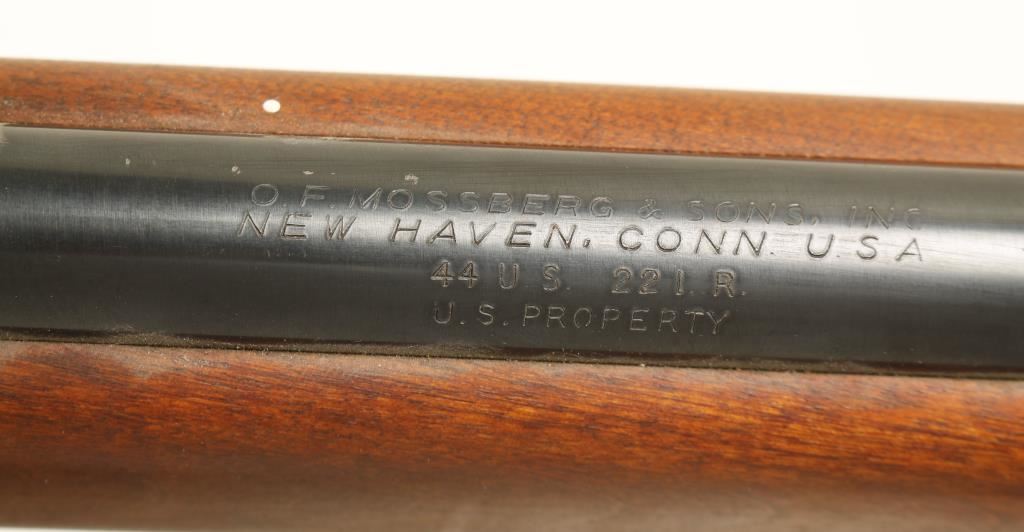 O. F. MOSSBERG & SONS, INC
NEW HAVEN, CONN. U.S.A
44 U.S. 22 L.R.
U.S. PROPERTY